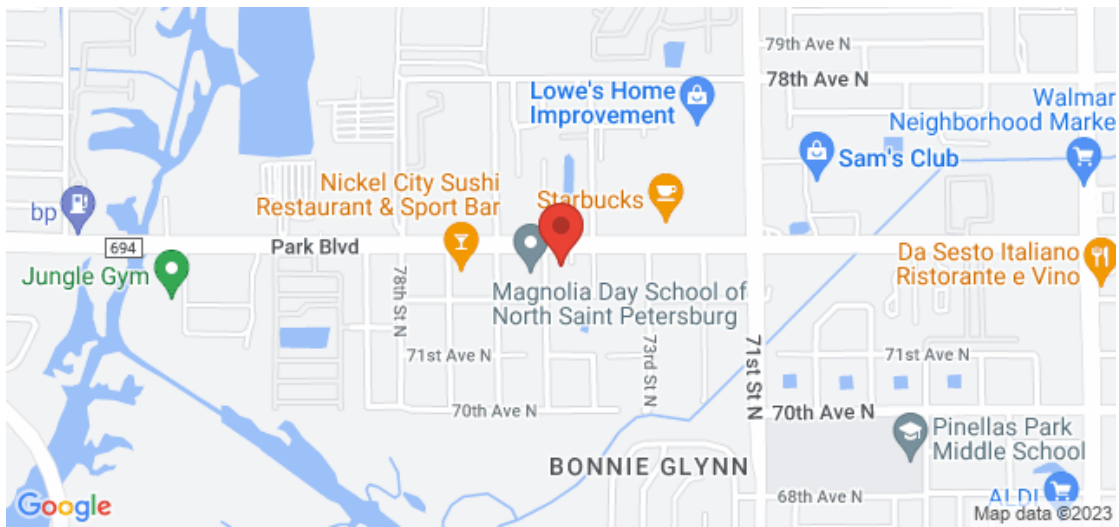 79th Ave N
78th Ave N
Lowe's Home
Improvement
Walmar
Neighborhood Marke
Sam's Club
Nickel City Sushi
Restaurant & Sport Bar
Starbucks
bp
694
Park Blvd
Da Sesto Italiano
Ristorante e Vino
Jungle Gym
78th St N
Magnolia Day School of
North Saint Petersburg
71st Ave N
73rd St N
71st St N
71st Ave N
70th Ave N
70th Ave N
Pinellas Park
Middle School
BONNIE GLYNN
68th Ave N
ALDI
Google
Map data ©2023